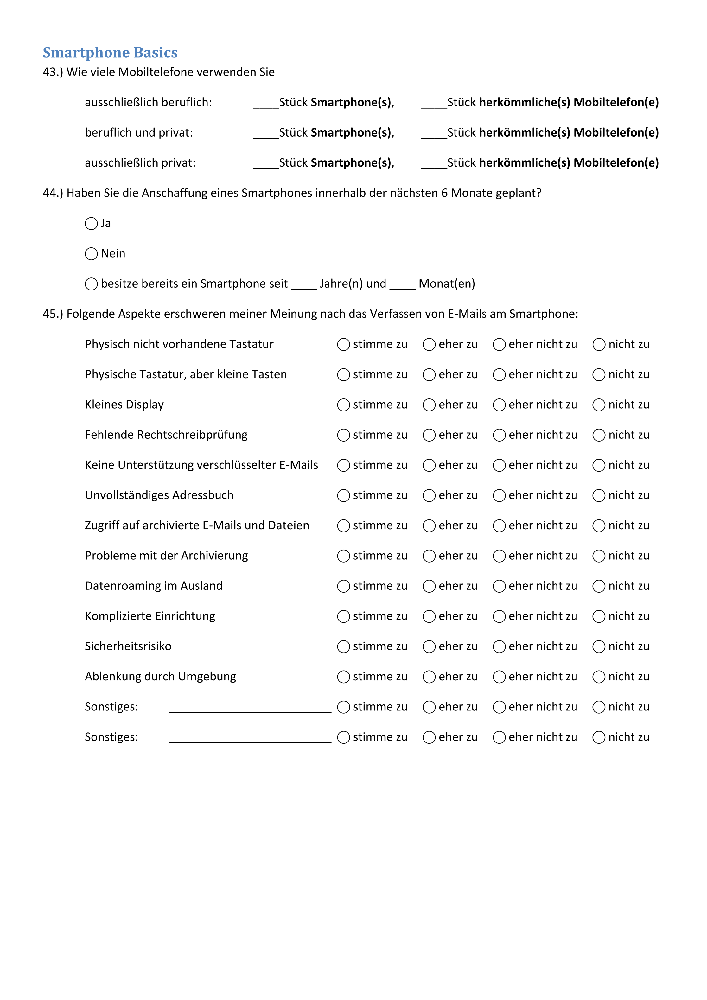 Smartphone Basics
43.) Wie viele Mobiltelefone verwenden Sie
ausschließlich beruflich: ____Stück Smartphone(s), ____Stück herkömmliche(s) Mobiltelefon(e)
beruflich und privat: ____Stück Smartphone(s), ____Stück herkömmliche(s) Mobiltelefon(e)
ausschließlich privat: ____Stück Smartphone(s), ____Stück herkömmliche(s) Mobiltelefon(e)
44.) Haben Sie die Anschaffung eines Smartphones innerhalb der nächsten 6 Monate geplant?
◯ Ja
◯ Nein
◯ besitze bereits ein Smartphone seit ____ Jahre(n) und ____ Monat(en)
45.) Folgende Aspekte erschweren meiner Meinung nach das Verfassen von E-Mails am Smartphone:
Physisch nicht vorhandene Tastatur ◯ stimme zu ◯ eher zu ◯ eher nicht zu ◯ nicht zu
Physische Tastatur, aber kleine Tasten ◯ stimme zu ◯ eher zu ◯ eher nicht zu ◯ nicht zu
Kleines Display ◯ stimme zu ◯ eher zu ◯ eher nicht zu ◯ nicht zu
Fehlende Rechtschreibprüfung ◯ stimme zu ◯ eher zu ◯ eher nicht zu ◯ nicht zu
Keine Unterstützung verschlüsselter E-Mails ◯ stimme zu ◯ eher zu ◯ eher nicht zu ◯ nicht zu
Unvollständiges Adressbuch ◯ stimme zu ◯ eher zu ◯ eher nicht zu ◯ nicht zu
Zugriff auf archivierte E-Mails und Dateien ◯ stimme zu ◯ eher zu ◯ eher nicht zu ◯ nicht zu
Probleme mit der Archivierung ◯ stimme zu ◯ eher zu ◯ eher nicht zu ◯ nicht zu
Datenroaming im Ausland ◯ stimme zu ◯ eher zu ◯ eher nicht zu ◯ nicht zu
Komplizierte Einrichtung ◯ stimme zu ◯ eher zu ◯ eher nicht zu ◯ nicht zu
Sicherheitsrisiko ◯ stimme zu ◯ eher zu ◯ eher nicht zu ◯ nicht zu
Ablenkung durch Umgebung ◯ stimme zu ◯ eher zu ◯ eher nicht zu ◯ nicht zu
Sonstiges: _________________________ ◯ stimme zu ◯ eher zu ◯ eher nicht zu ◯ nicht zu
Sonstiges: _________________________ ◯ stimme zu ◯ eher zu ◯ eher nicht zu ◯ nicht zu